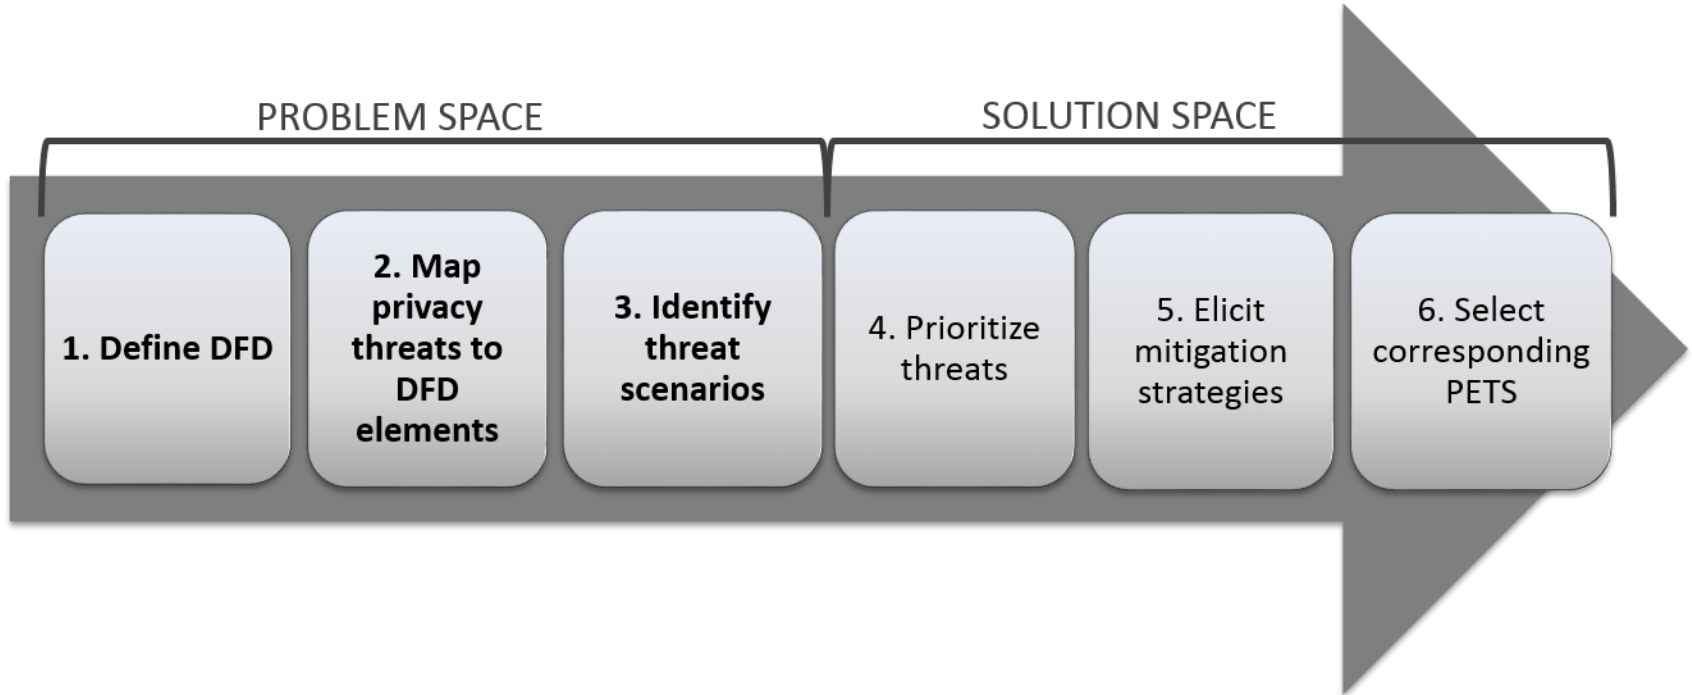 PROBLEM SPACE
SOLUTION SPACE
1. Define DFD
2. Map
privacy
threats to
DFD
elements
3. Identify
threat
scenarios
4. Prioritize
threats
5. Elicit
mitigation
strategies
6. Select
corresponding
PETS